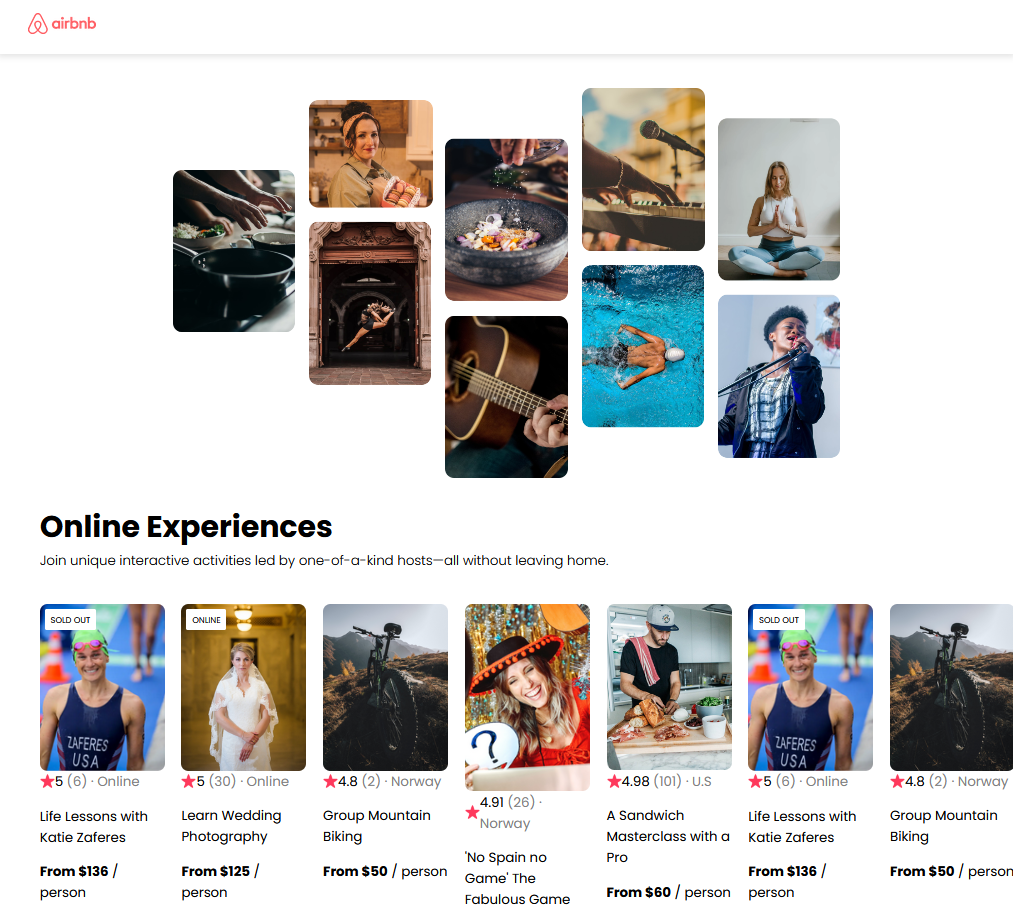 airbnb
Online Experiences
Join unique interactive activities led by one-of-a-kind hosts—all without leaving home.
SOLD OUT
ZAFERES
USA
5 (6) · Online
Life Lessons with
Katie Zaferes
From $136 /
person
ONLINE
5 (30) · Online
Learn Wedding
Photography
From $125 /
person
4.8 (2) · Norway
Group Mountain
Biking
From $50 / person
?
4.91 (26) ·
Norway
'No Spain no
Game' The
Fabulous Game
4.98 (101) · U.S
A Sandwich
Masterclass with a
Pro
From $60 / person
SOLD OUT
ZAFERES
USA
5 (6) · Online
Life Lessons with
Katie Zaferes
From $136 /
person
4.8 (2) · Norway
Group Mountain
Biking
From $50 / person